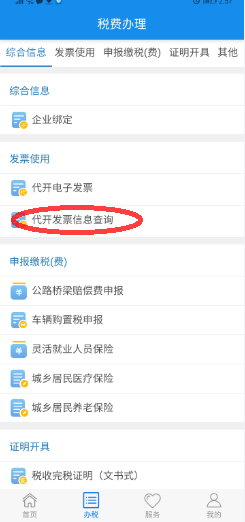 税费办理
综合信息 发票使用 申报缴税(费) 证明开具 其他
综合信息
企业绑定
发票使用
代开电子发票
代开发票信息查询
申报缴税(费)
公路桥梁赔偿费申报
车辆购置税申报
灵活就业人员保险
城乡居民医疗保险
城乡居民养老保险
证明开具
税收完税证明（文书式）
首页 办税 服务 我的